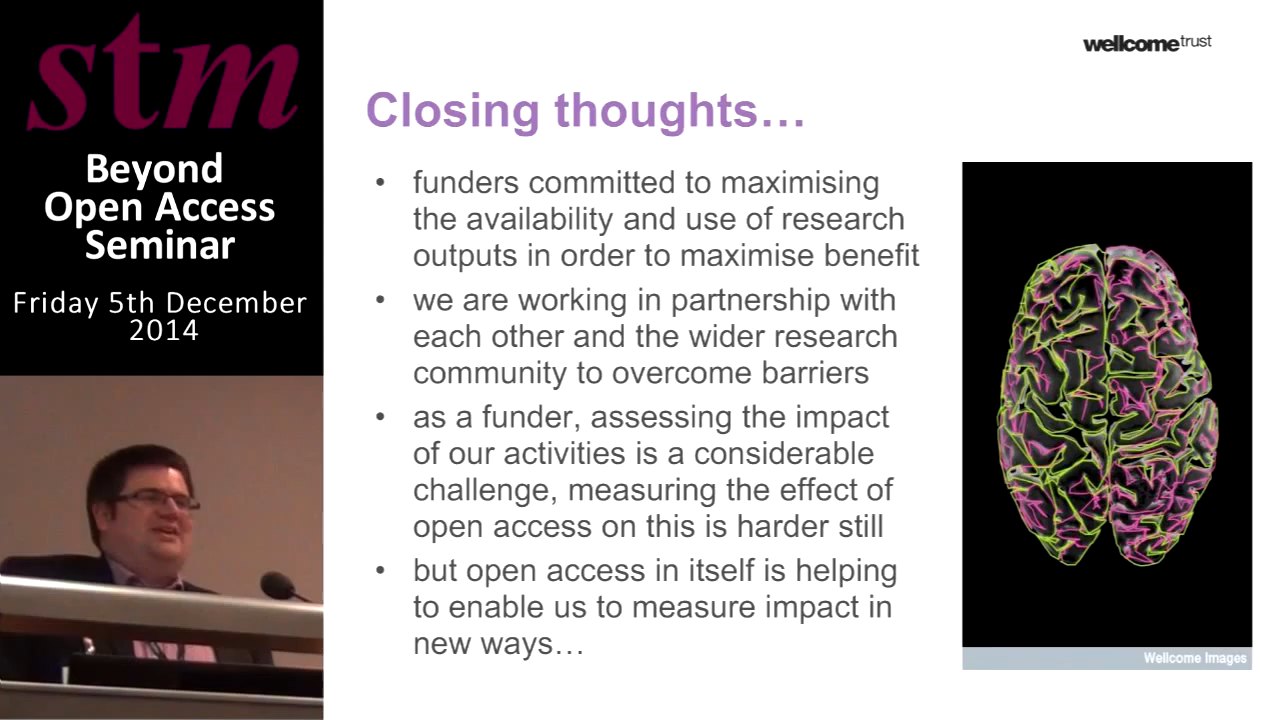 stm
Beyond
Open Access
Seminar
Friday 5th December
2014
wellcometrust
Closing thoughts…
• funders committed to maximising
the availability and use of research
outputs in order to maximise benefit
• we are working in partnership with
each other and the wider research
community to overcome barriers
• as a funder, assessing the impact
of our activities is a considerable
challenge, measuring the effect of
open access on this is harder still
• but open access in itself is helping
to enable us to measure impact in
new ways…
Wellcome Images